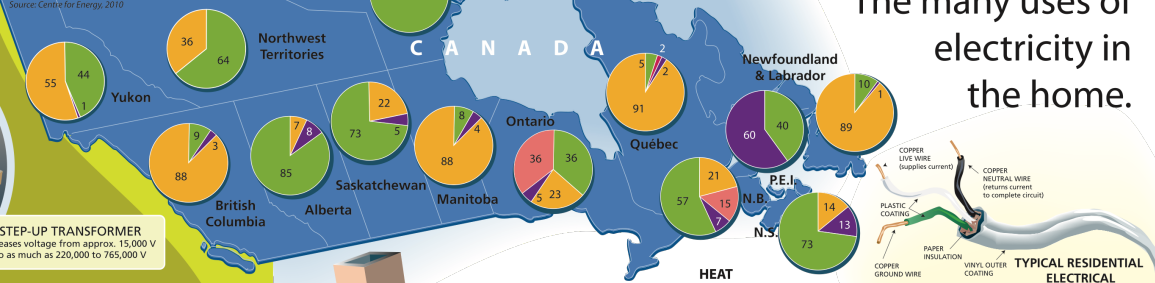 Source: Centre for Energy, 2010
The many uses of
electricity in
the home.
CANADA
Northwest
Territories
36
64
Yukon
55
44
1
British
Columbia
9
3
88
Alberta
7
8
85
Saskatchewan
22
5
73
Manitoba
8
4
88
Ontario
36
36
5
23
Québec
5
2
2
91
Newfoundland
& Labrador
10
1
89
P.E.I.
60
40
N.B.
21
15
7
57
N.S.
14
13
73
STEP-UP TRANSFORMER
eases voltage from approx. 15,000 V
o as much as 220,000 to 765,000 V
HEAT
COPPER
LIVE WIRE
(supplies current)
COPPER
NEUTRAL WIRE
(returns current
to complete circuit)
PLASTIC
COATING
COPPER
GROUND WIRE
PAPER
INSULATION
VINYL OUTER
COATING
TYPICAL RESIDENTIAL
ELECTRICAL